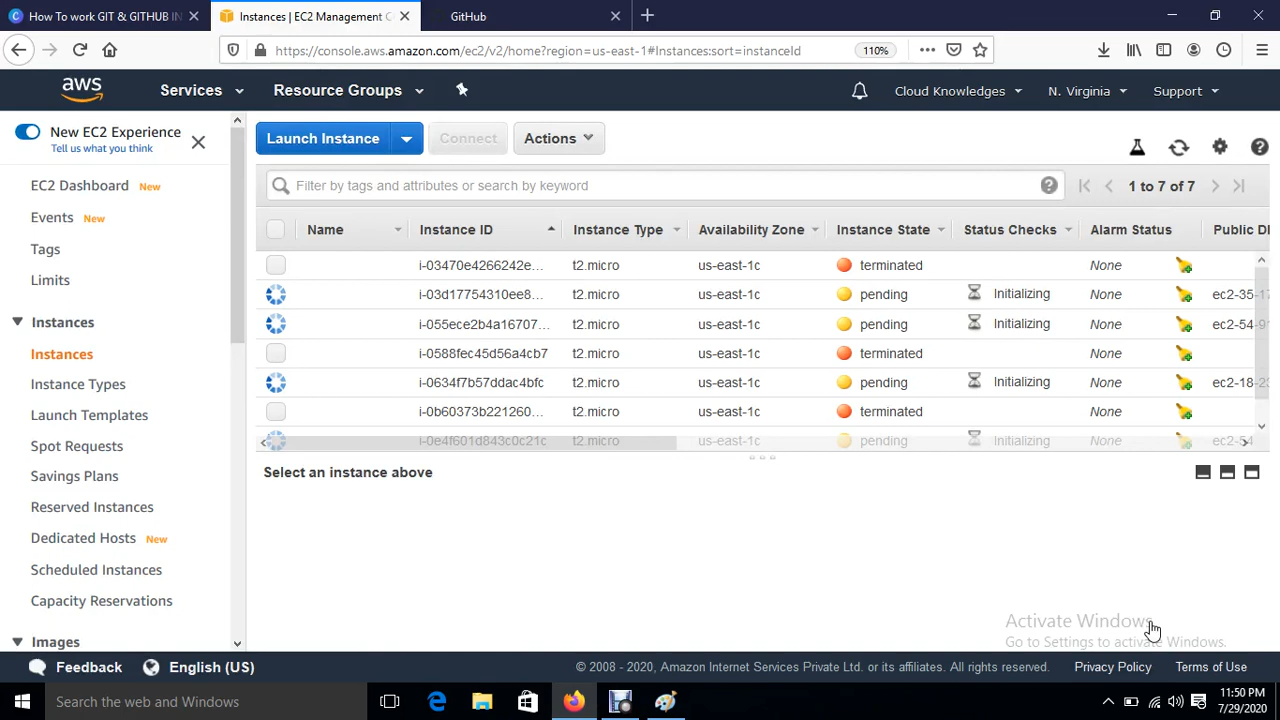 How To work GIT & GITHUB IN
Instances | EC2 Management C
GitHub
https://console.aws.amazon.com/ec2/v2/home?region=us-east-1#Instances:sort=instanceId
110%
aws
Services
Resource Groups
Cloud Knowledges
N. Virginia
Support
New EC2 Experience
Tell us what you think
Launch Instance
Connect
Actions
EC2 Dashboard New
Events New
Tags
Limits
Instances
Instances
Instance Types
Launch Templates
Spot Requests
Savings Plans
Reserved Instances
Dedicated Hosts New
Scheduled Instances
Capacity Reservations
Images
Filter by tags and attributes or search by keyword
1 to 7 of 7
Name Instance ID Instance Type Availability Zone Instance State Status Checks Alarm Status Public D
i-03470e4266242e... t2.micro us-east-1c terminated None
i-03d17754310ee8... t2.micro us-east-1c pending Initializing None ec2-35-1
i-055ece2b4a16707... t2.micro us-east-1c pending Initializing None ec2-54-9
i-0588fec45d56a4cb7 t2.micro us-east-1c terminated None
i-0634f7b57ddac4bfc t2.micro us-east-1c pending Initializing None ec2-18-2
i-0b60373b221260... t2.micro us-east-1c terminated None
i-0e4f601d843c0c21c t2.micro us-east-1c pending Initializing None ec2-54
Select an instance above
Activate Windows
Go to Settings to activate Windows.
Feedback
English (US)
© 2008 - 2020, Amazon Internet Services Private Ltd. or its affiliates. All rights reserved.
Privacy Policy
Terms of Use
Search the web and Windows
11:50 PM
7/29/2020